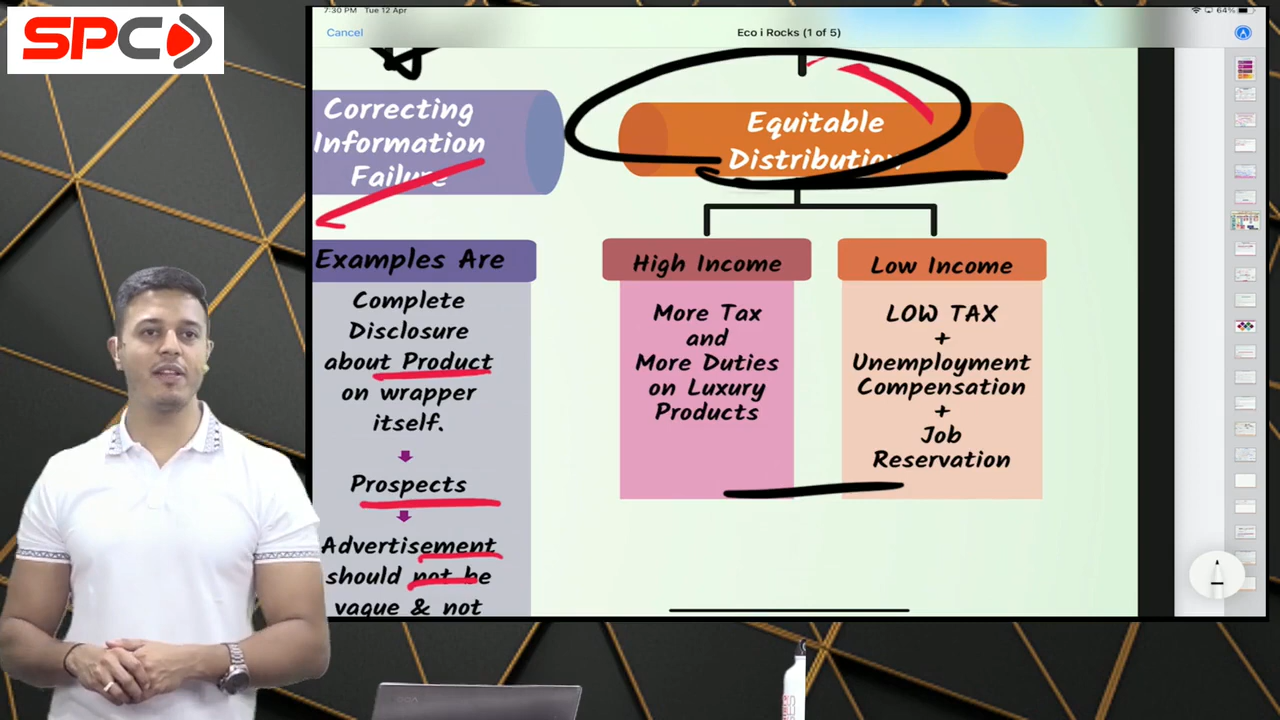 SPC
7:30 PM Tue 12 Apr
64%
Cancel
Eco i Rocks (1 of 5)
Correcting
Information
Failure
Examples Are
Complete
Disclosure
about Product
on wrapper
itself.
Prospects
Advertisement
should not be
vague & not
Equitable
Distribution
High Income
More Tax
and
More Duties
on Luxury
Products
Low Income
LOW TAX
+
Unemployment
Compensation
+
Job
Reservation